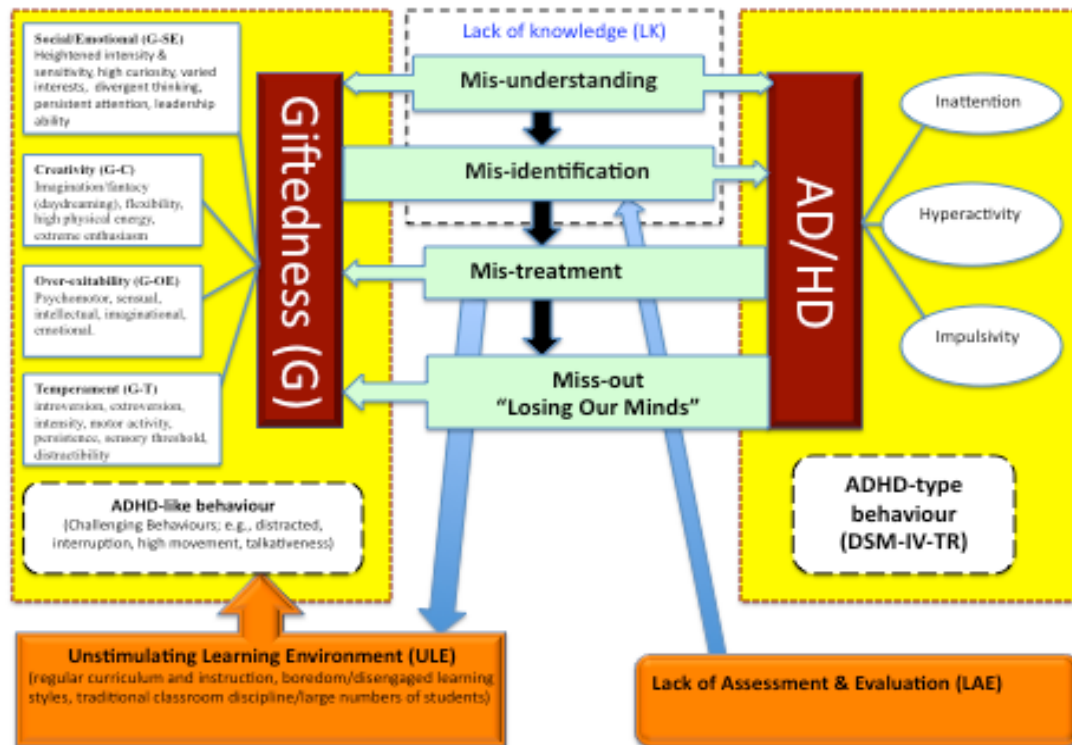 Social/Emotional (G-SE)
Heightened intensity &
sensitivity, high curiosity, varied
interests, divergent thinking,
persistent attention, leadership
ability
Creativity (G-C)
Imagination/fantacy
(daydreaming), flexibility,
high physical energy,
extreme enthusiasm
Over-exitability (G-OE)
Psychomotor, sensual,
intellectual, imaginational,
emotional.
Temperament (G-T)
introversion, extroversion,
intensity, motor activity,
persistence, sensory threshold,
distractibility
Giftedness (G)
ADHD-like behaviour
(Challenging Behaviours; e.g., distracted,
interruption, high movement, talkativeness)
Lack of knowledge (LK)
Mis-understanding
Mis-identification
Mis-treatment
Miss-out
“Losing Our Minds”
AD/HD
Inattention
Hyperactivity
Impulsivity
ADHD-type
behaviour
(DSM-IV-TR)
Unstimulating Learning Environment (ULE)
(regular curriculum and instruction, boredom/disengaged learning
styles, traditional classroom discipline/large numbers of students)
Lack of Assessment & Evaluation (LAE)